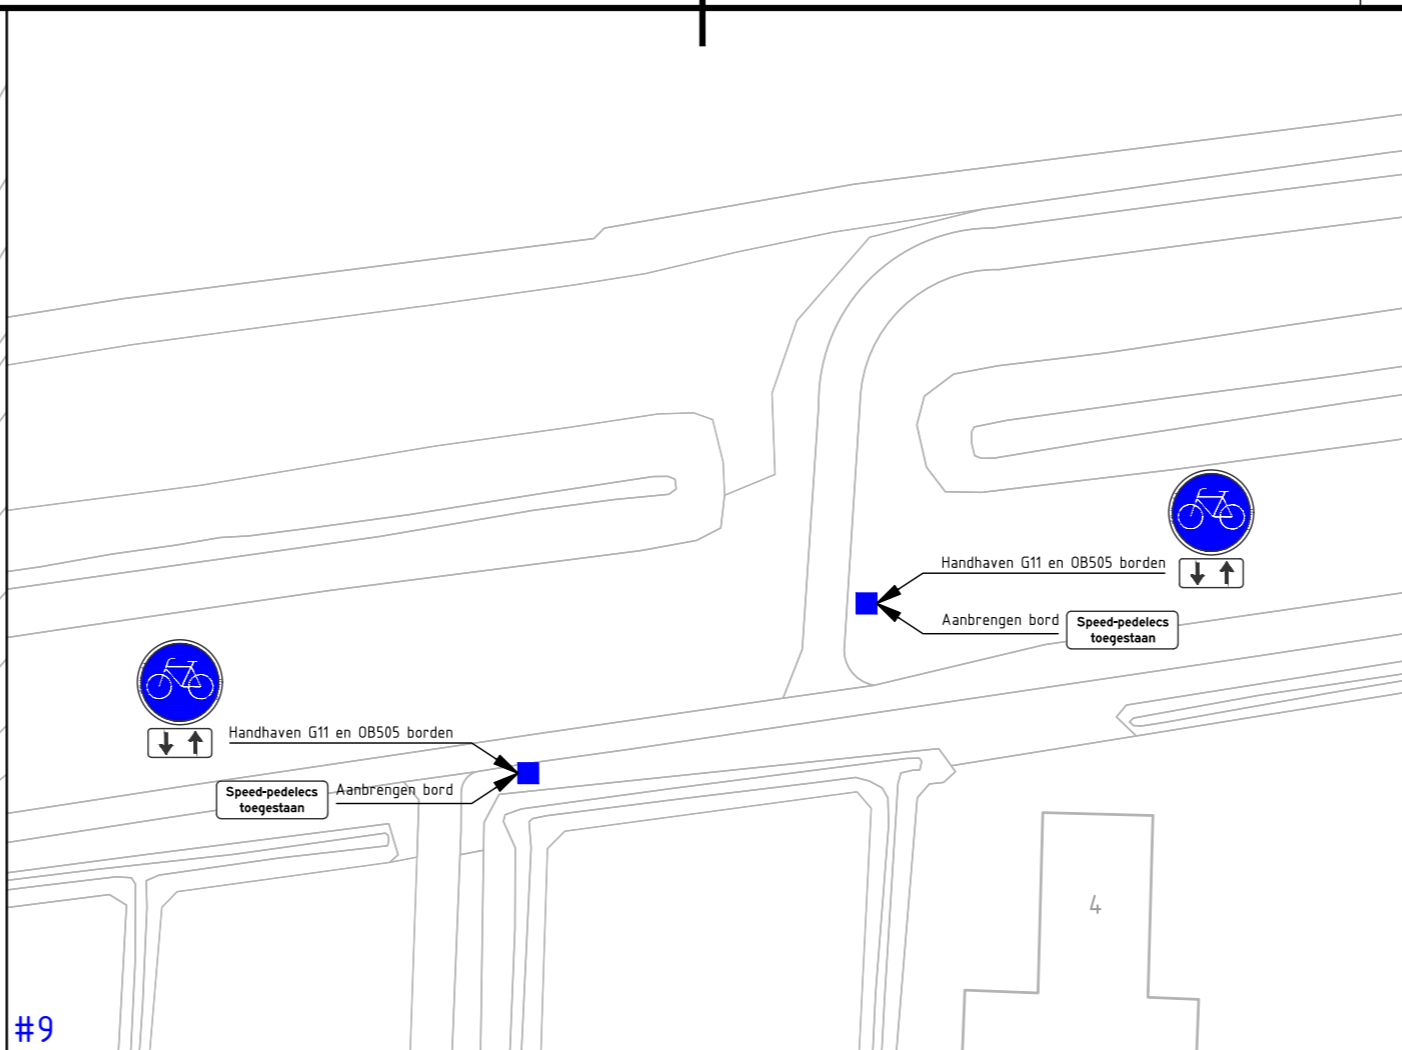 Handhaven G11 en OB505 borden
Aanbrengen bord
Speed-pedelecs
toegestaan
Handhaven G11 en OB505 borden
Aanbrengen bord
Speed-pedelecs
toegestaan
4
#9